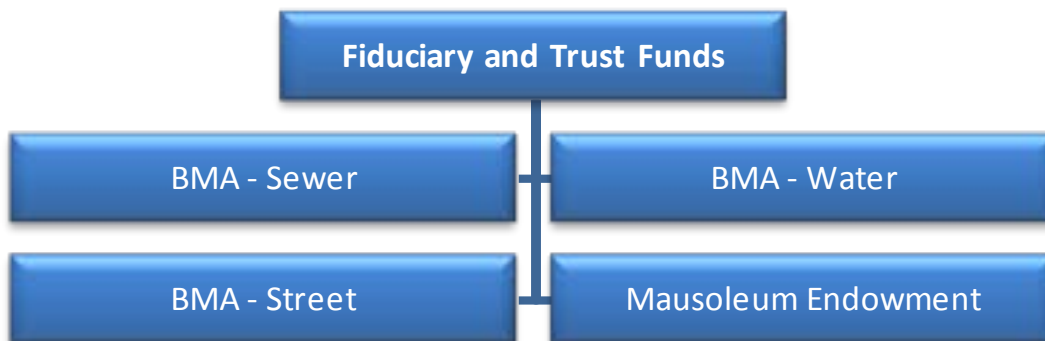 Fiduciary and Trust Funds
BMA - Sewer
BMA - Water
BMA - Street
Mausoleum Endowment